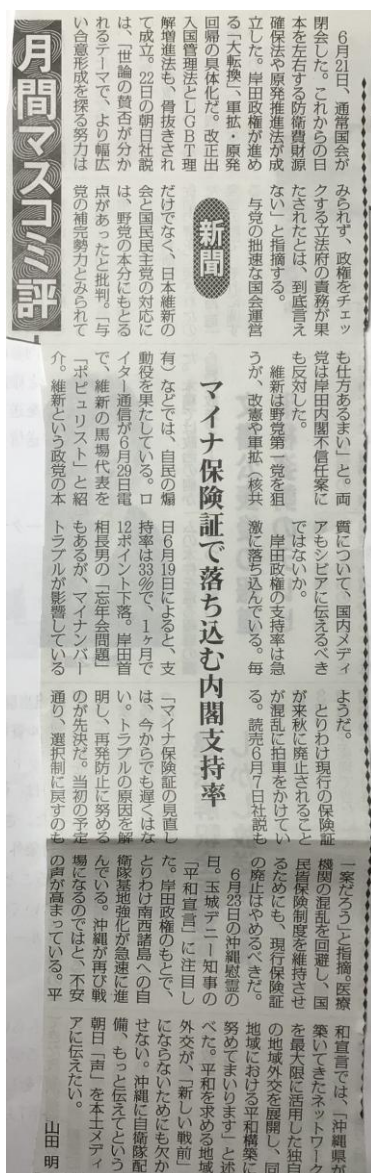 月間マスコミ評
新聞
マイナ保険証で落ち込む内閣支持率
6月21日、通常国会が
閉会した。これからの日
本を左右する防衛費財源
確保法や原発推進法が成
立した。岸田政権が進め
る「大転換」、軍拡・原発
回帰の具体化だ。改正出
入国管理法とLGBT理
解増進法も、骨抜きされ
て成立。22日の朝日社説
は、「世論の賛否が分か
れるテーマで、より幅広
い合意形成を探る努力は
みられず、政権をチェッ
クする立法府の責務が果
たされたとは、到底言え
ない」と指摘する。
与党の拙速な国会運営
だけでなく、日本維新の
会と国民民主党の対応に
は、野党の本分にもとる
点があったと批判。「与
党の補完勢力とみられて
も仕方あるまい」と。両
党は岸田内閣不信任案に
も反対した。
維新は野党第一党を狙
うが、改憲や軍拡(核共
有)などでは、自民の煽
動役を果たしている。ロ
イター通信が6月29日電
で、維新の馬場代表を
「ポピュリスト」と紹
介。維新という政党の本
質について、国内メディ
アもシビアに伝えるべき
ではないか。
岸田政権の支持率は急
激に落ち込んでいる。毎
日6月19日によると、支
持率は33%で、1ヶ月で
12ポイント下落。岸田首
相長男の「忘年会問題」
もあるが、マイナンバー
トラブルが影響している
ようだ。
とりわけ現行の保険証
が来秋に廃止されること
が混乱に拍車をかけてい
る。読売6月7日社説も
「マイナ保険証の見直し
は、今からでも遅くはな
い。トラブルの原因を解
明し、再発防止に努める
のが先決だ。当初の予定
通り、選択制に戻すのも
一案だろう」と指摘。医療
機関の混乱を回避し、国
民皆保険制度を維持させ
るためにも、現行保険証
の廃止はやめるべきだ。
6月23日の沖縄慰霊の
日。玉城デニー知事の
「平和宣言」に注目し
た。岸田政権のもとで、
とりわけ南西諸島への自
衛隊基地強化が急速に進
んでいる。沖縄が再び戦
場になるのではと、不安
の声が高まっている。平
和宣言では、「沖縄県が
築いてきたネットワーク
を最大限に活用した独自
の地域外交を展開し、同
地域における平和構築に
努めてまいります」と述
べた。平和を求める地域
外交が、「新しい戦前」
にならないためにも欠か
せない。沖縄に自衛隊配
備、もっと伝えてという
朝日「声」を本土メディ
アに伝えたい。
山田 明